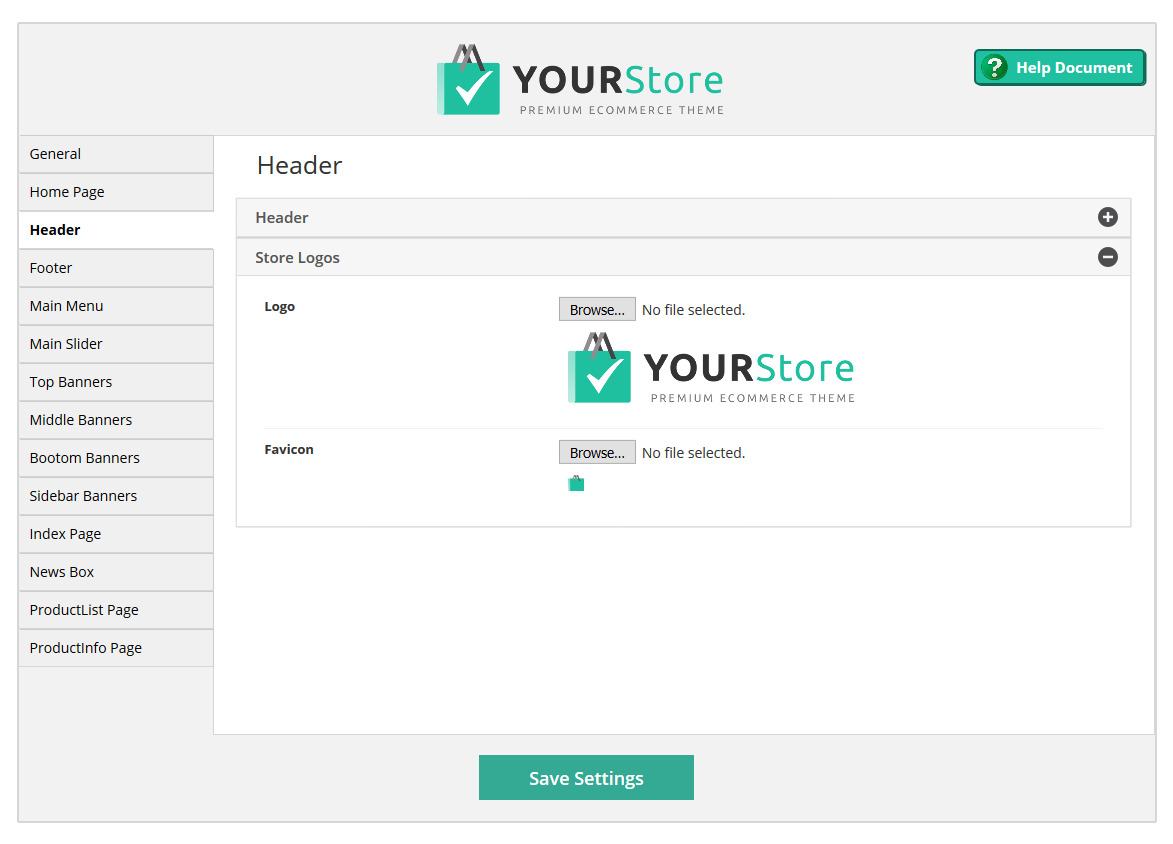 YOURStore
PREMIUM ECOMMERCE THEME
? Help Document
General
Home Page
Header
Footer
Main Menu
Main Slider
Top Banners
Middle Banners
Bootom Banners
Sidebar Banners
Index Page
News Box
ProductList Page
ProductInfo Page
Header
Header
Store Logos
Logo
Browse... No file selected.
YOURStore
PREMIUM ECOMMERCE THEME
Favicon
Browse... No file selected.
Save Settings